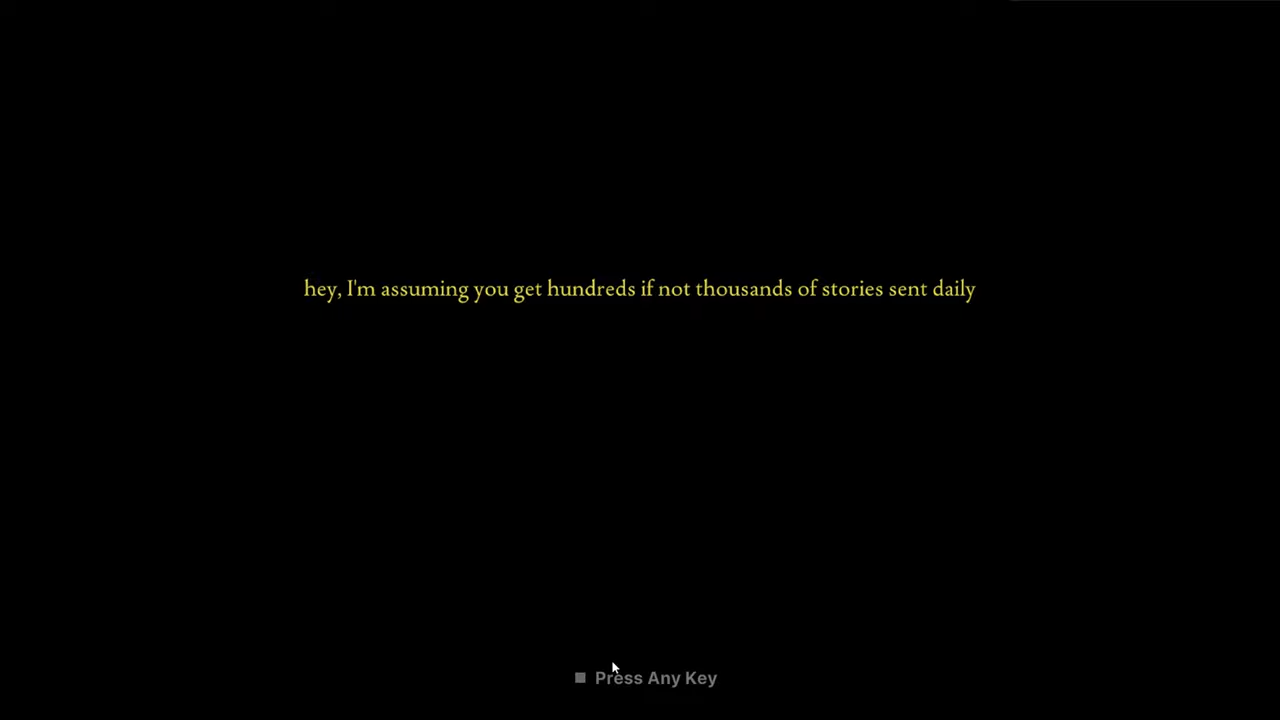 hey, I'm assuming you get hundreds if not thousands of stories sent daily
Press Any Key